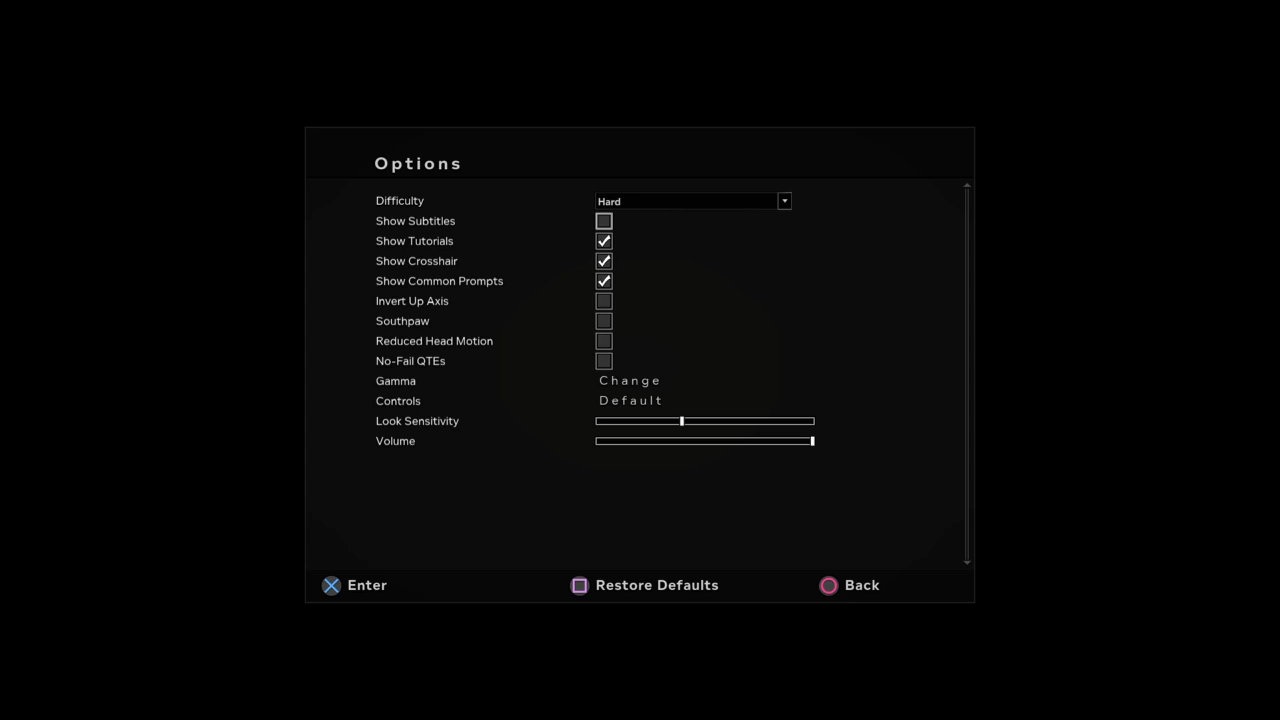 Options
Difficulty Hard
Show Subtitles
Show Tutorials
Show Crosshair
Show Common Prompts
Invert Up Axis
Southpaw
Reduced Head Motion
No-Fail QTEs
Gamma Change
Controls Default
Look Sensitivity
Volume
Enter Restore Defaults Back